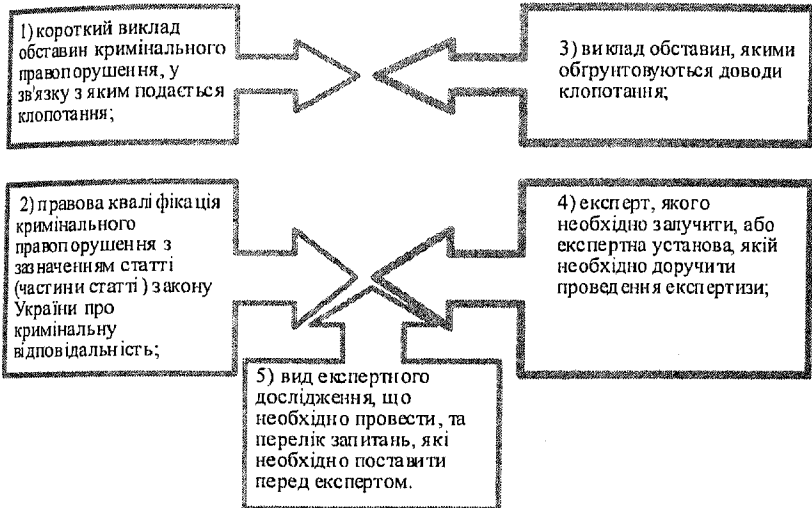 1) короткий виклад
обставин кримінального
правопорушення, у
зв'язку з яким подається
клопотання;
2) правова кваліфікація
кримінального
правопорушення з
зазначенням статті
(частини статті) закону
України про
кримінальну
відповідальність;
3) виклад обставин, якими
обґрунтовуються доводи
клопотання;
4) експерт, якого
необхідно залучити, або
експертна установа, якій
необхідно доручити
проведення експертизи;
5) вид експертного
дослідження, що
необхідно провести, та
перелік запитань, які
необхідно поставити
перед експертом.